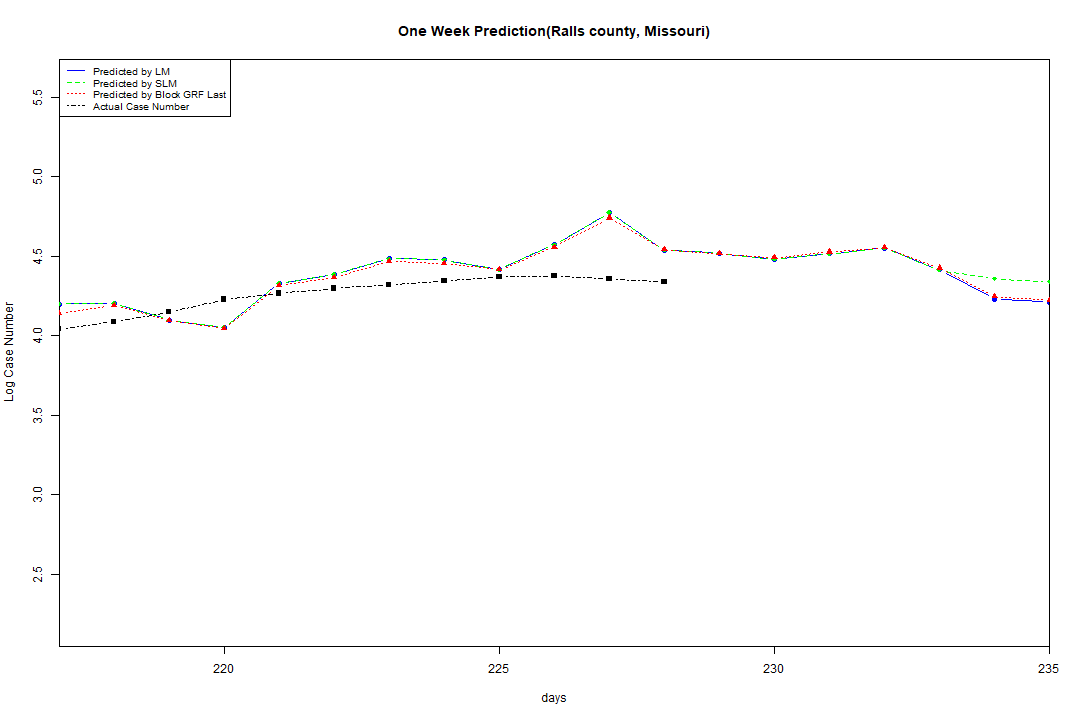 One Week Prediction(Ralls county, Missouri)
Predicted by LM
Predicted by SLM
Predicted by Block GRF Last
Actual Case Number
5.5
5.0
4.5
4.0
3.5
3.0
2.5
Log Case Number
220
225
230
235
days